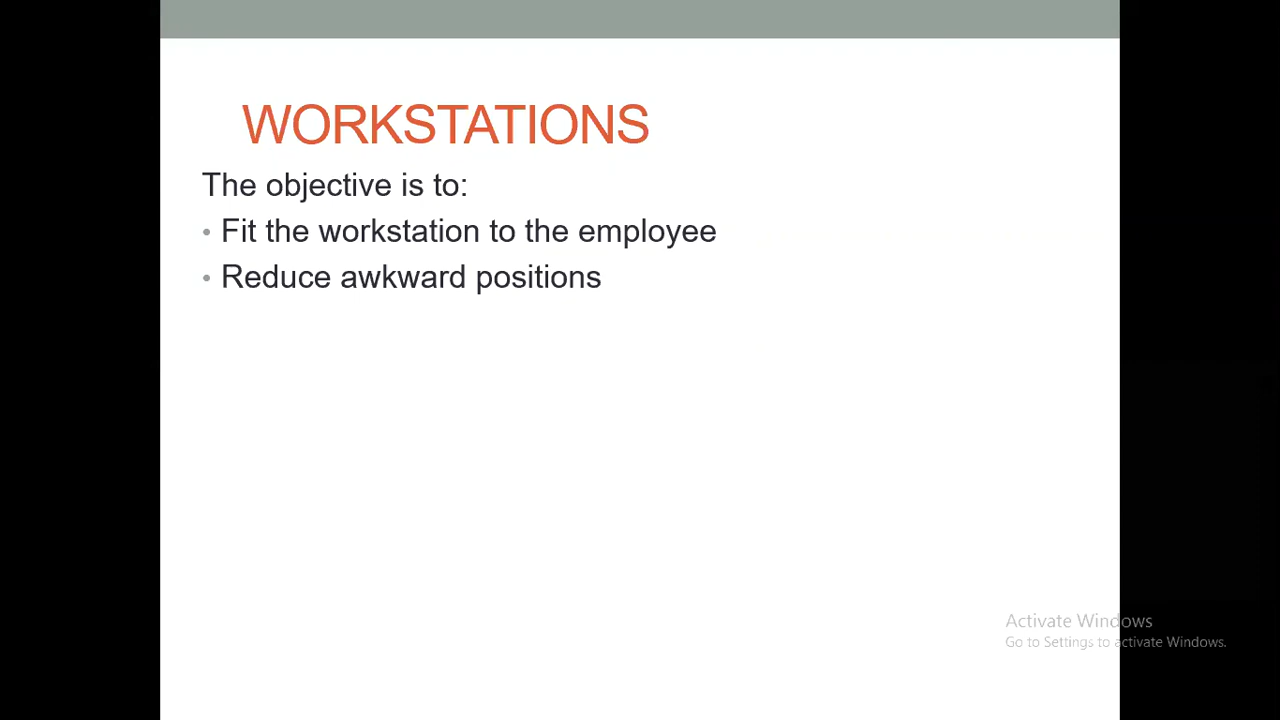 WORKSTATIONS
The objective is to:
• Fit the workstation to the employee
• Reduce awkward positions
Activate Windows
Go to Settings to activate Windows.